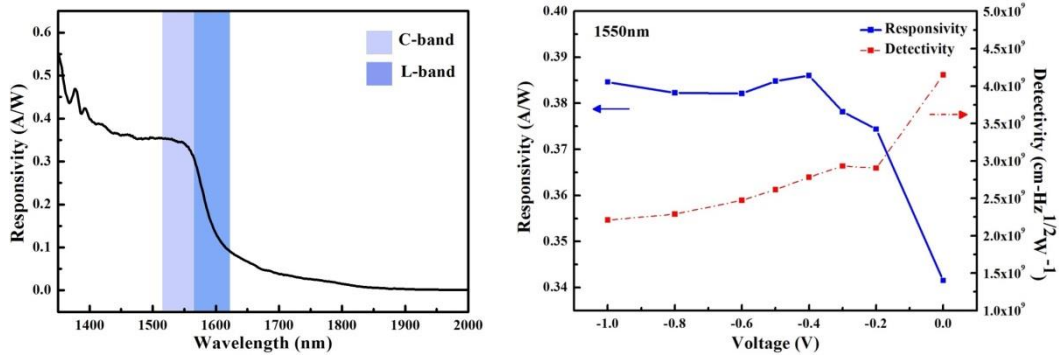 C-band
L-band
Responsivity (A/W)
0.6
0.5
0.4
0.3
0.2
0.1
0.0
1400 1500 1600 1700 1800 1900 2000
Wavelength (nm)
1550nm
Responsivity
Detectivity
Responsivity (A/W)
0.40
0.39
0.38
0.37
0.36
0.35
0.34
-1.0 -0.8 -0.6 -0.4 -0.2 0.0
Voltage (V)
5.0x10⁹
4.5x10⁹
4.0x10⁹
3.5x10⁹
3.0x10⁹
2.5x10⁹
2.0x10⁹
1.5x10⁹
1.0x10⁹
Detectivity (cm-Hz^1/2 W^-1)